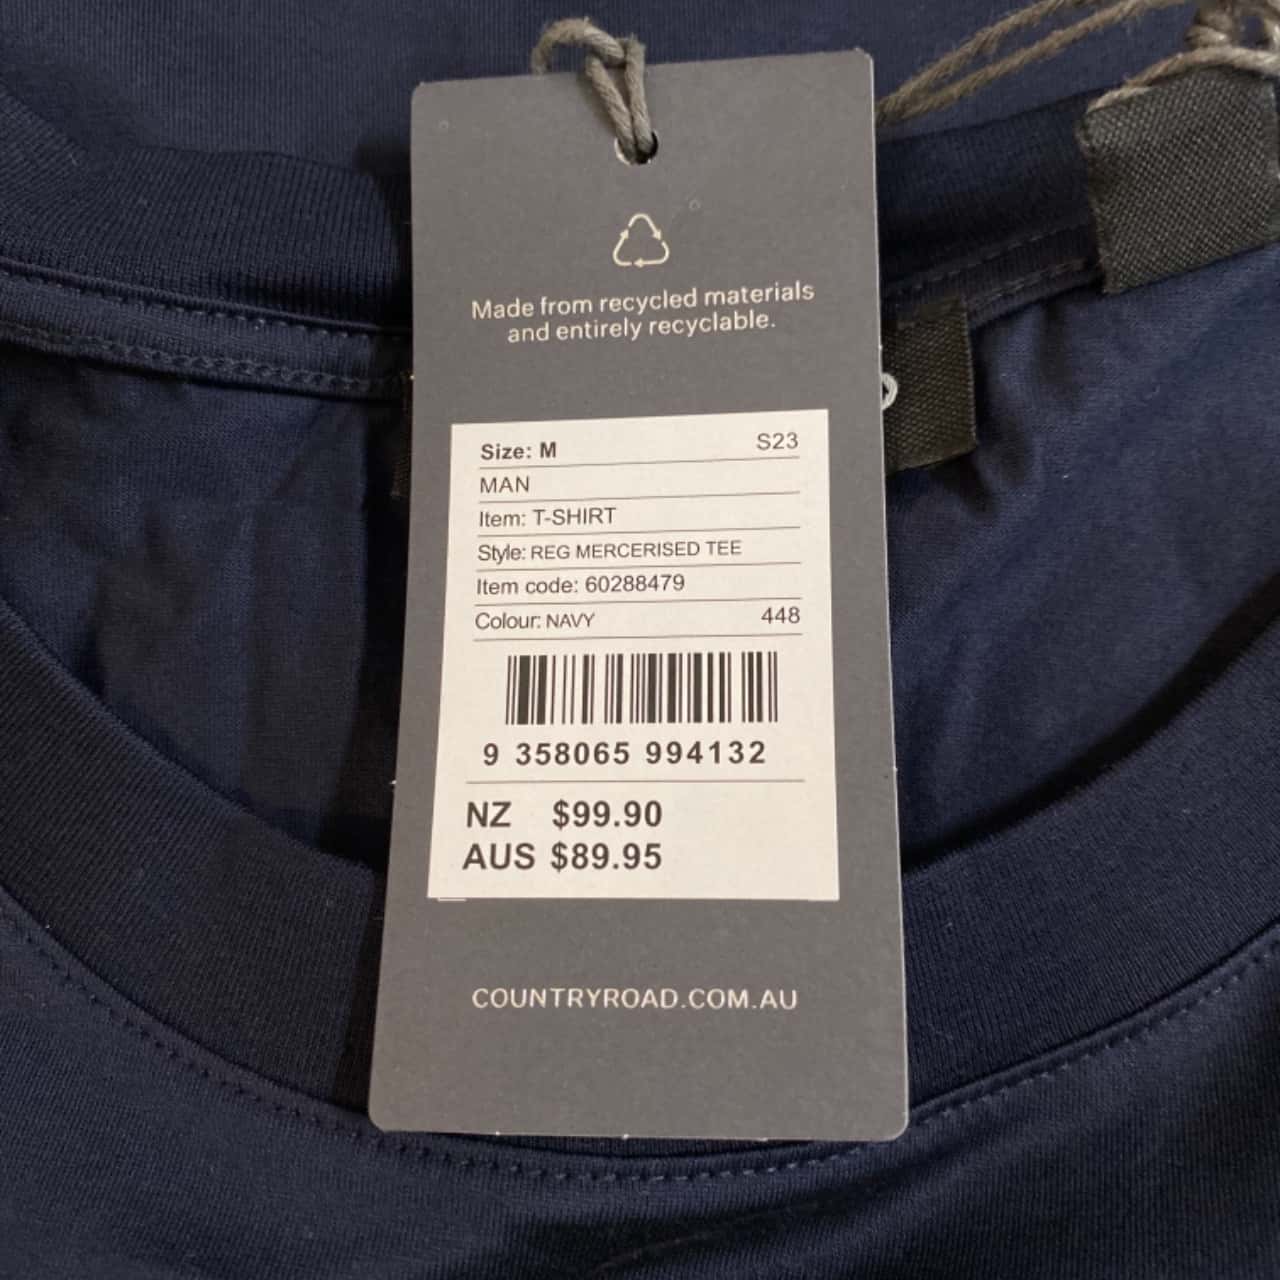 Made from recycled materials
and entirely recyclable.
Size: M S23
MAN
Item: T-SHIRT
Style: REG MERCERISED TEE
Item code: 60288479
Colour: NAVY 448
9 358065 994132
NZ $99.90
AUS $89.95
COUNTRYROAD.COM.AU